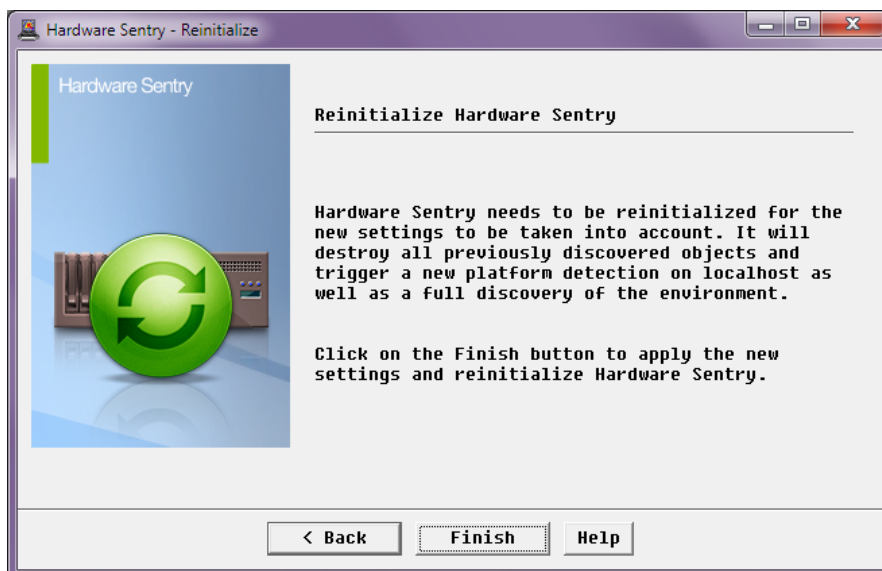 Hardware Sentry - Reinitialize
Hardware Sentry
Reinitialize Hardware Sentry
Hardware Sentry needs to be reinitialized for the
new settings to be taken into account. It will
destroy all previously discovered objects and
trigger a new platform detection on localhost as
well as a full discovery of the environment.
Click on the Finish button to apply the new
settings and reinitialize Hardware Sentry.
< Back
Finish
Help